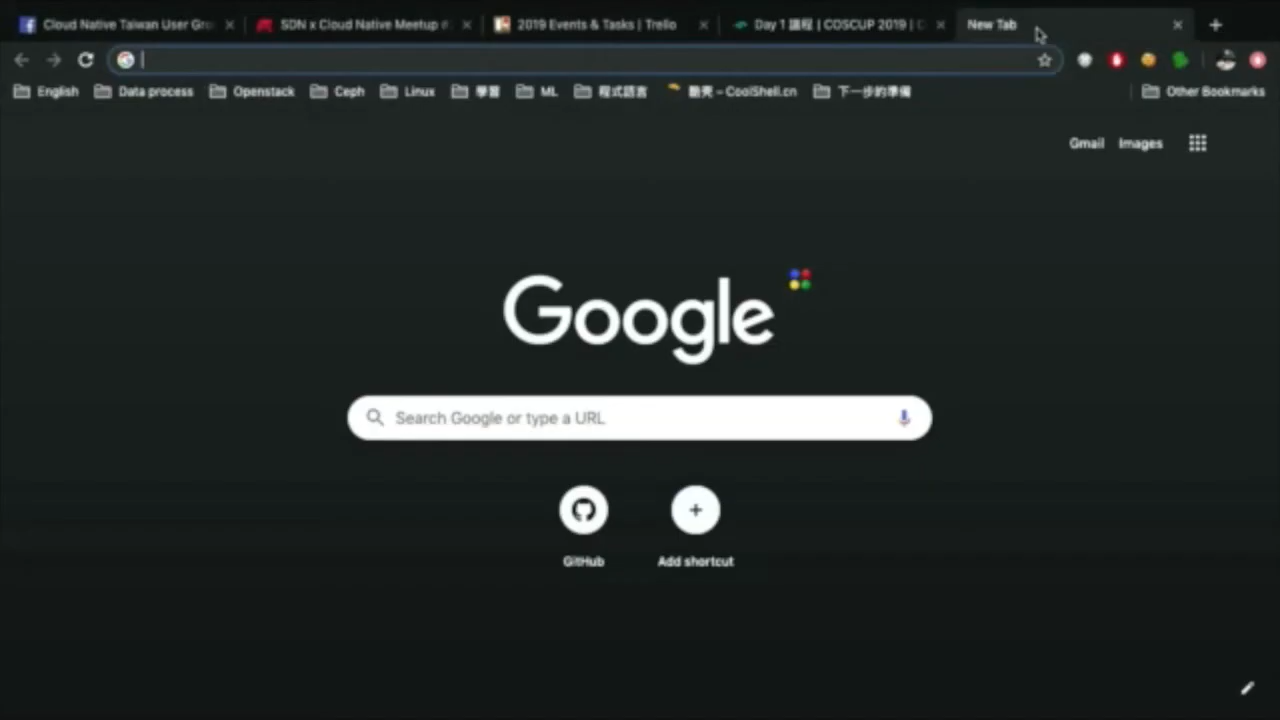 Cloud Native Taiwan User Gro
SDN x Cloud Native Meetup
2019 Events & Tasks | Trello
Day 1 議程 | COSCUP 2019 | C
New Tab
English
Data process
Openstack
Ceph
Linux
學習
ML
程式語言
酷壳 – CoolShell.cn
下一步的準備
Other Bookmarks
Gmail
Images
Google
Search Google or type a URL
GitHub
Add shortcut